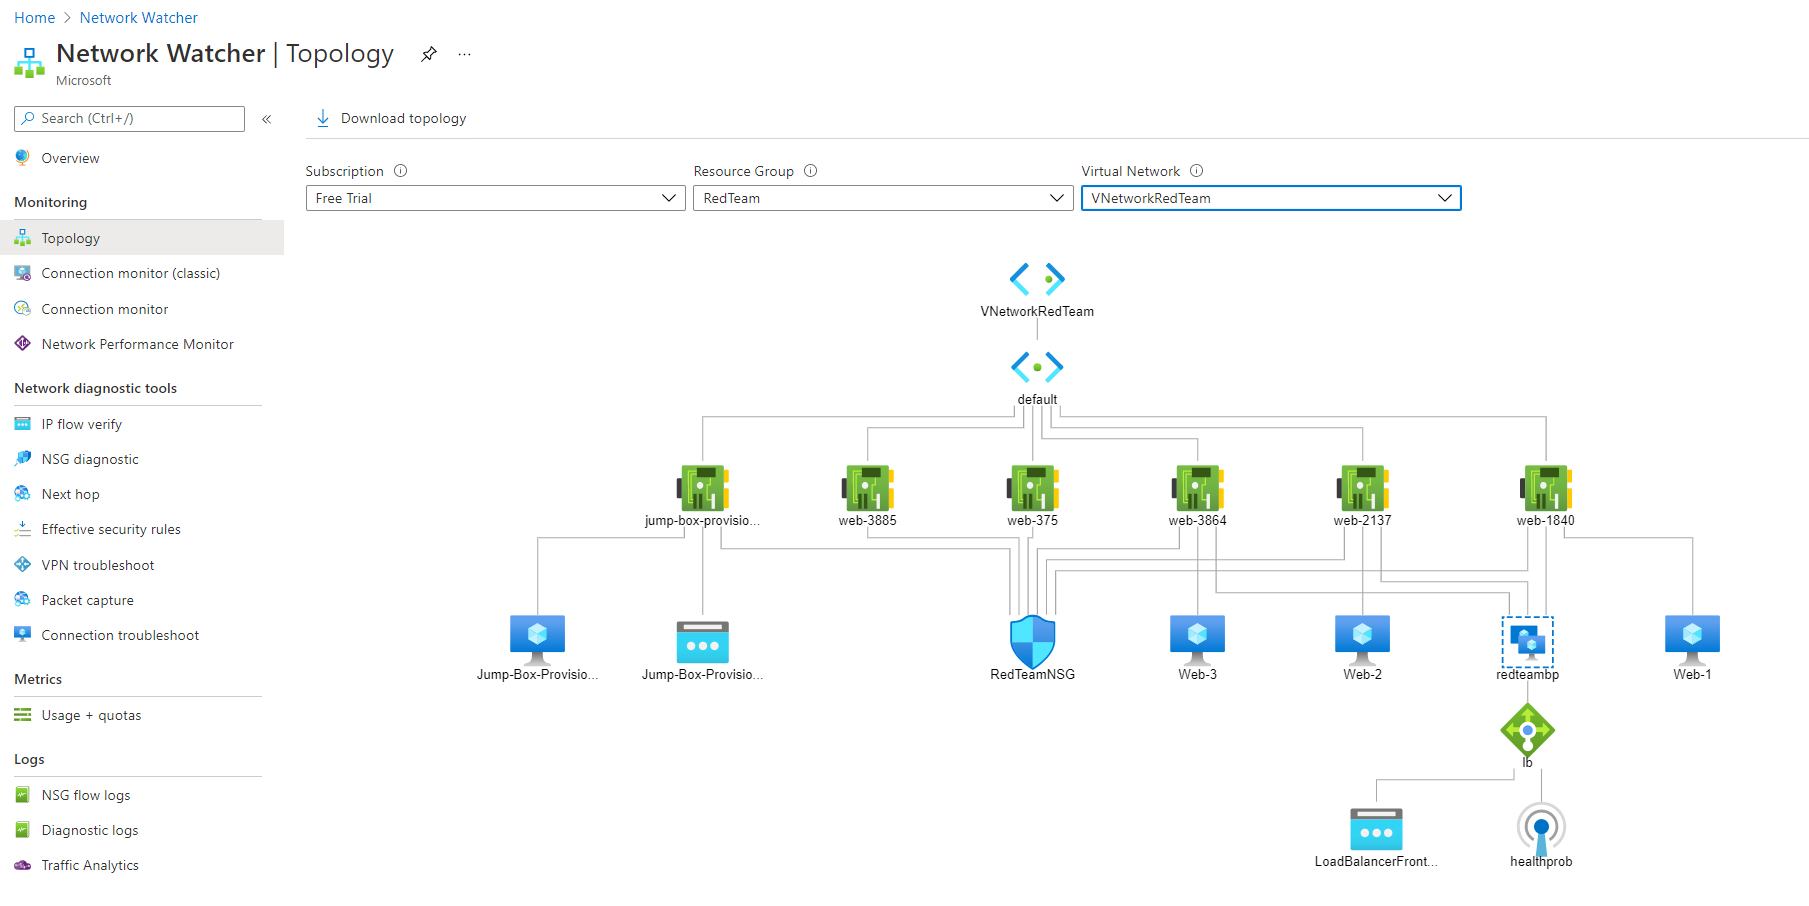 Home > Network Watcher
Network Watcher | Topology
Microsoft
Search (Ctrl+/)
Download topology
Overview
Subscription
Resource Group
Virtual Network
Free Trial
RedTeam
VNetworkRedTeam
Monitoring
Topology
Connection monitor (classic)
Connection monitor
Network Performance Monitor
Network diagnostic tools
IP flow verify
NSG diagnostic
Next hop
Effective security rules
VPN troubleshoot
Packet capture
Connection troubleshoot
Metrics
Usage + quotas
Logs
NSG flow logs
Diagnostic logs
Traffic Analytics
VNetworkRedTeam
default
jump-box-provisio...
web-3885
web-375
web-3864
web-2137
web-1840
Jump-Box-Provisio...
Jump-Box-Provisio...
RedTeamNSG
Web-3
Web-2
redteambp
Web-1
lb
LoadBalancerFront...
healthprob